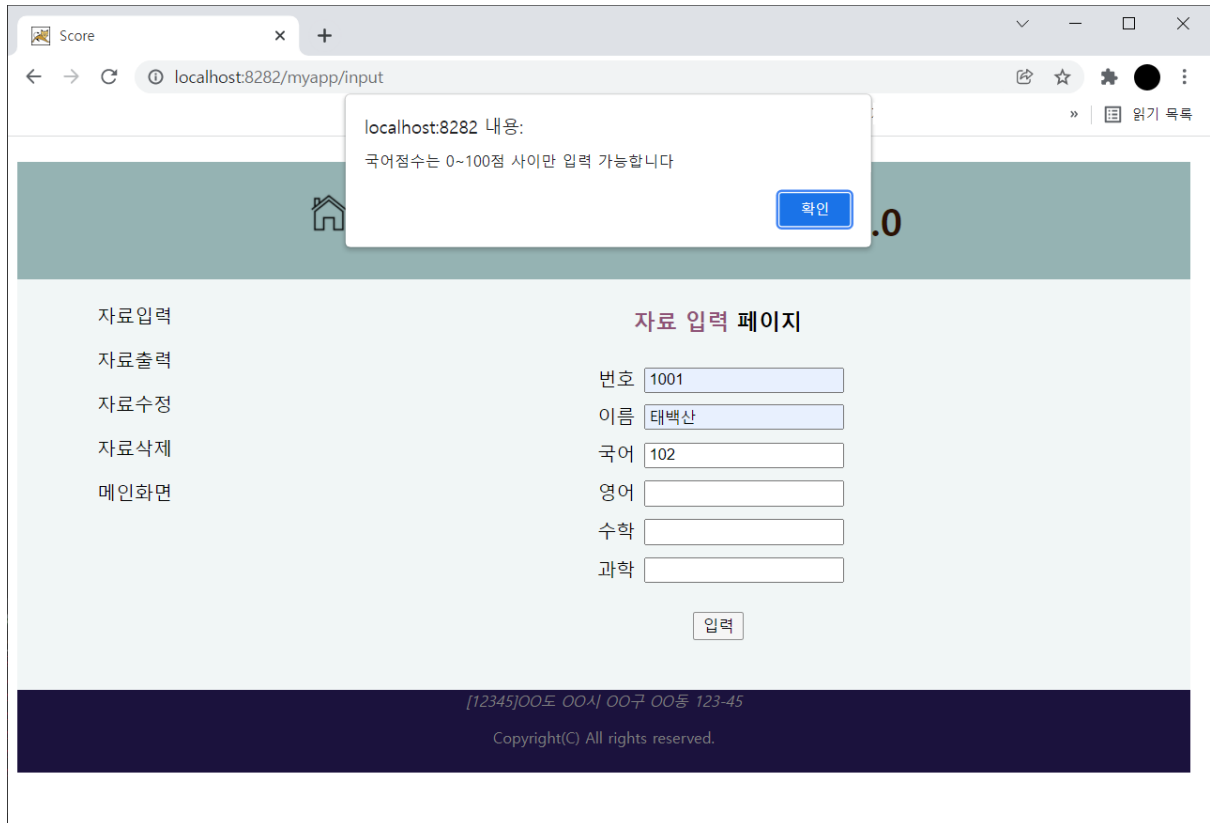 Score
localhost:8282/myapp/input
읽기 목록
localhost:8282 내용:
국어점수는 0~100점 사이만 입력 가능합니다
확인
.0
자료입력
자료출력
자료수정
자료삭제
메인화면
자료 입력 페이지
번호 1001
이름 태백산
국어 102
영어
수학
과학
입력
[12345]OO도 OO시 OO구 OO동 123-45
Copyright(C) All rights reserved.